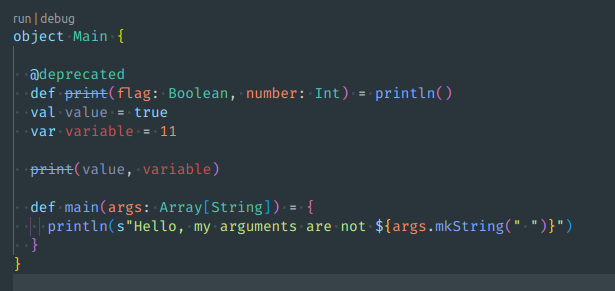 run | debug
object Main {
@deprecated
def print(flag: Boolean, number: Int) = println()
val value = true
var variable = 11
print(value, variable)
def main(args: Array[String]) = {
println(s"Hello, my arguments are not ${args.mkString(" ")}")
}
}